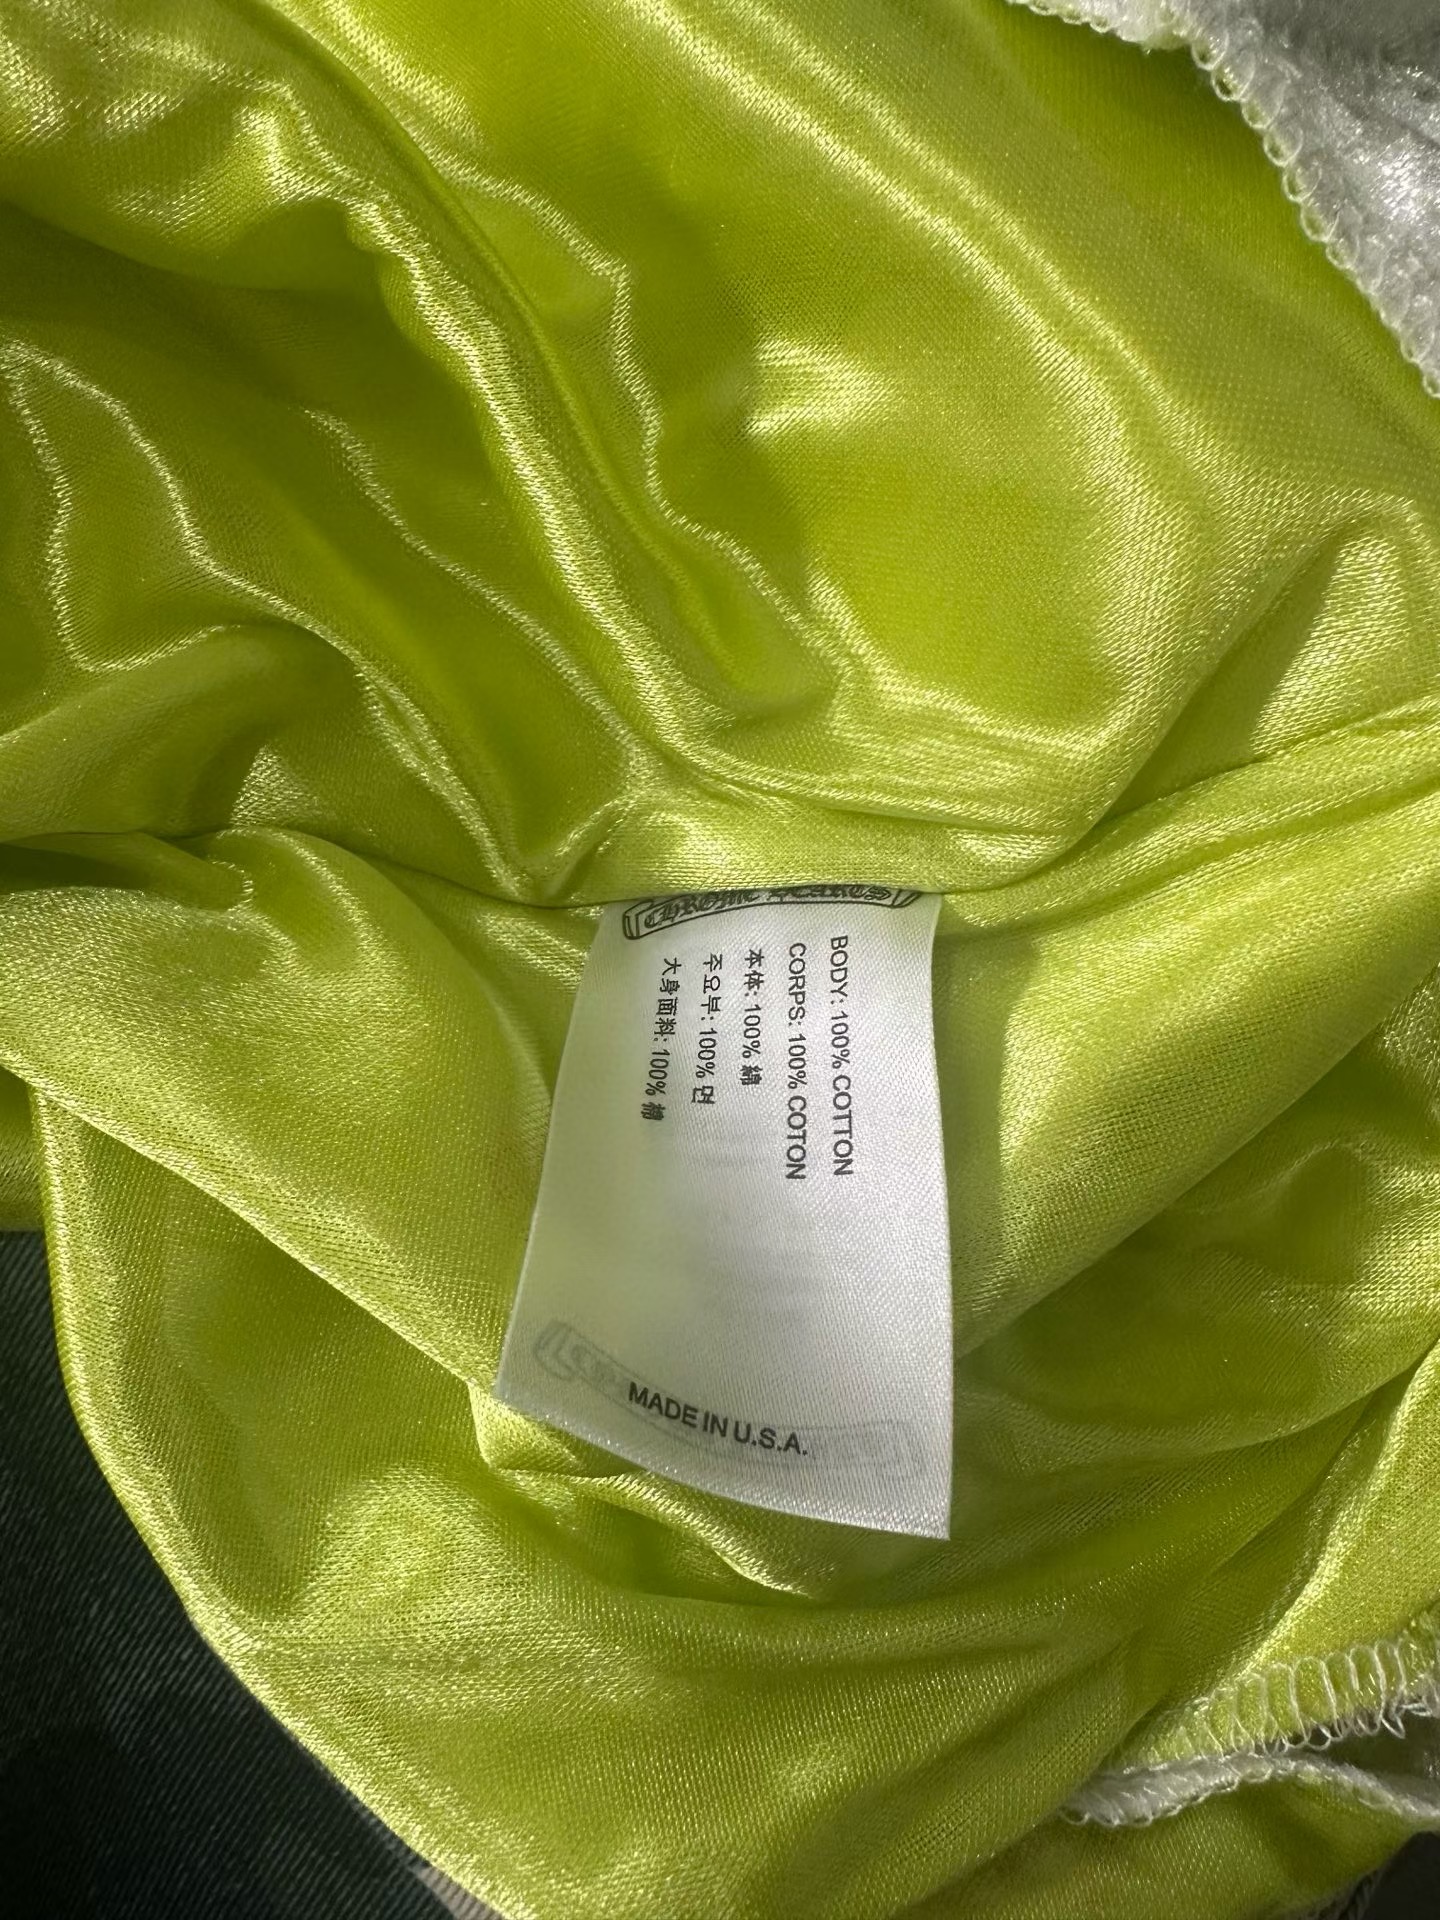 CHROME HEARTS
BODY: 100% COTTON
CORPS: 100% COTON
本体: 100% 綿
주요부: 100% 면
大身面料: 100% 棉
MADE IN U.S.A.